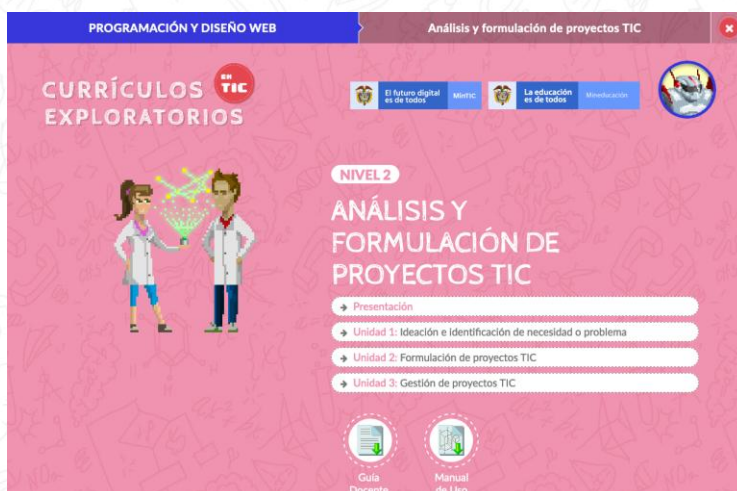 PROGRAMACIÓN Y DISEÑO WEB
Análisis y formulación de proyectos TIC
CURRÍCULOS EN TIC
EXPLORATORIOS
El futuro digital
es de todos
MinTIC
La educación
es de todos
Mineducación
NIVEL 2
ANÁLISIS Y
FORMULACIÓN DE
PROYECTOS TIC
Presentación
Unidad 1: Ideación e identificación de necesidad o problema
Unidad 2: Formulación de proyectos TIC
Unidad 3: Gestión de proyectos TIC
Guía
Docente
Manual
de Uso